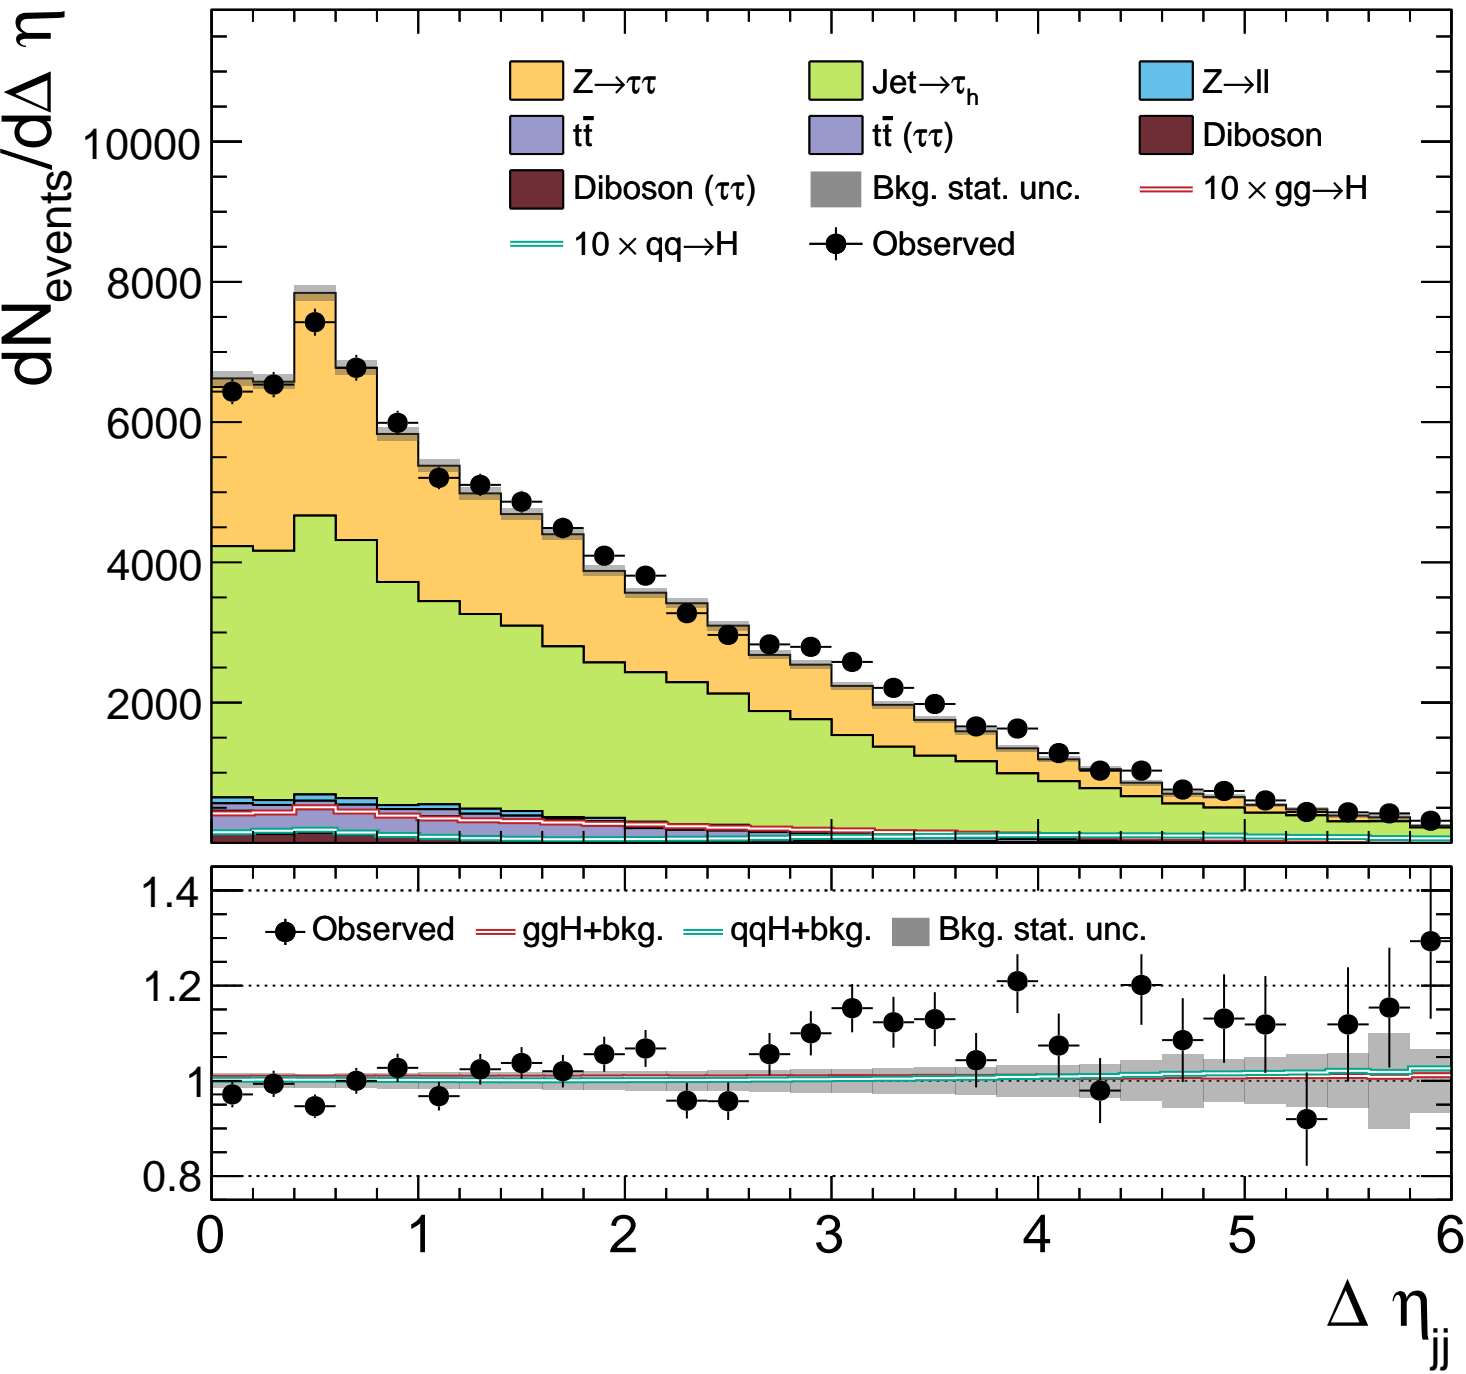 dN_events/dΔ η
Z→ττ Jet→τ_h Z→ll
tt̄ tt̄ (ττ) Diboson
Diboson (ττ) Bkg. stat. unc. 10 × gg→H
10 × qq→H Observed
10000
8000
6000
4000
2000
1.4
Observed ggH+bkg. qqH+bkg. Bkg. stat. unc.
1.2
1
0.8
0 1 2 3 4 5 6
Δ η_jj